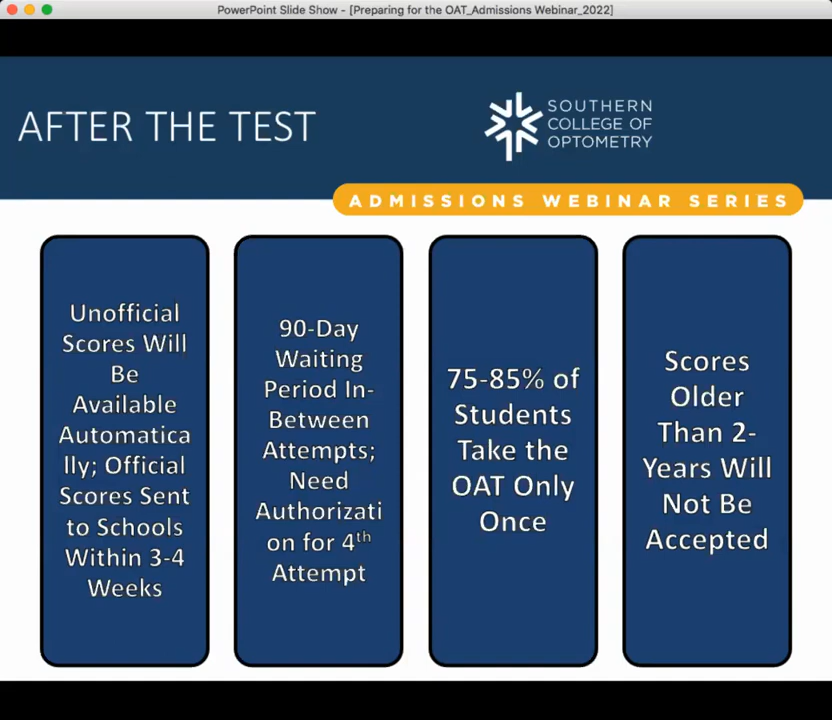 PowerPoint Slide Show - [Preparing for the OAT_Admissions Webinar_2022]
AFTER THE TEST
SOUTHERN
COLLEGE OF
OPTOMETRY
ADMISSIONS WEBINAR SERIES
Unofficial
Scores Will
Be
Available
Automatica
lly; Official
Scores Sent
to Schools
Within 3-4
Weeks
90-Day
Waiting
Period In-
Between
Attempts;
Need
Authorizati
on for 4th
Attempt
75-85% of
Students
Take the
OAT Only
Once
Scores
Older
Than 2-
Years Will
Not Be
Accepted